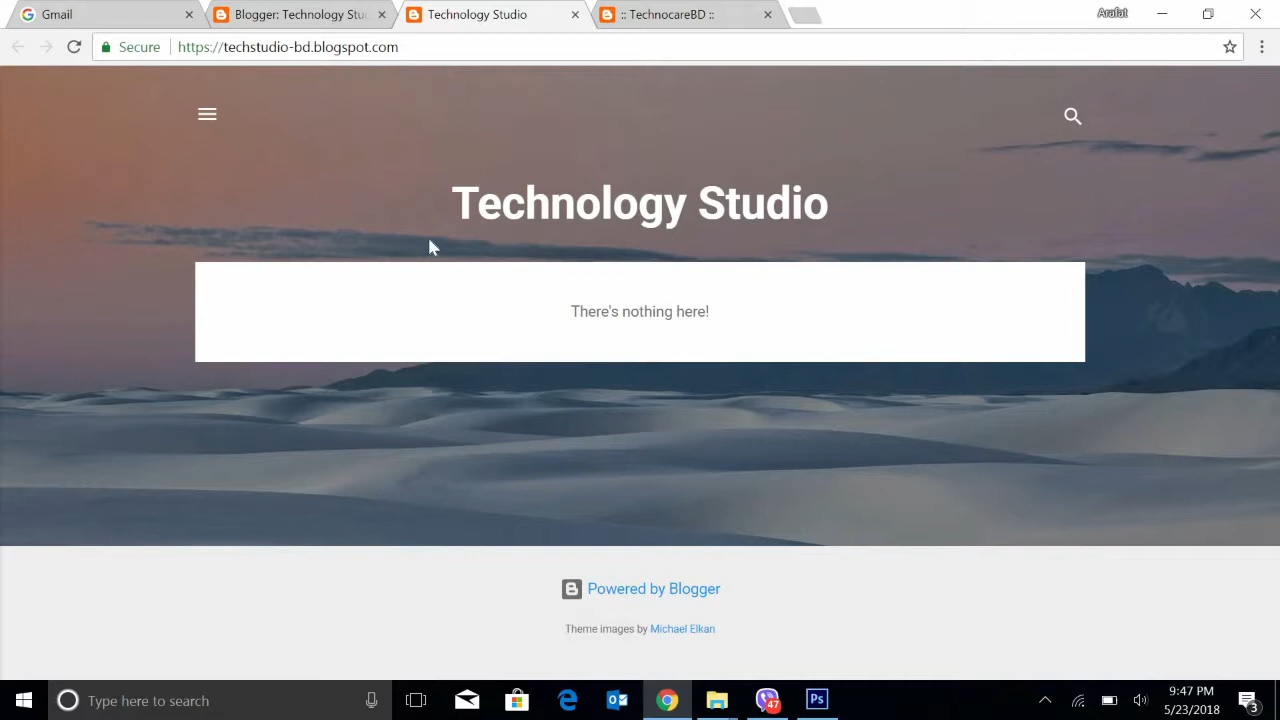 Gmail
Blogger: Technology Stud
Technology Studio
:: TechnocareBD ::
Arafat
Secure
https://techstudio-bd.blogspot.com
Technology Studio
There's nothing here!
Powered by Blogger
Theme images by Michael Elkan
Type here to search
47
Ps
9:47 PM
5/23/2018
3